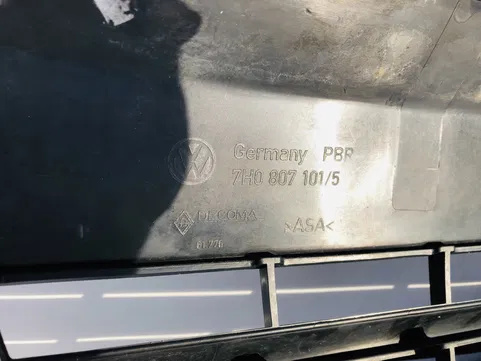 Germany PBR
7H0 807 101/5
DECOMA >ASA<